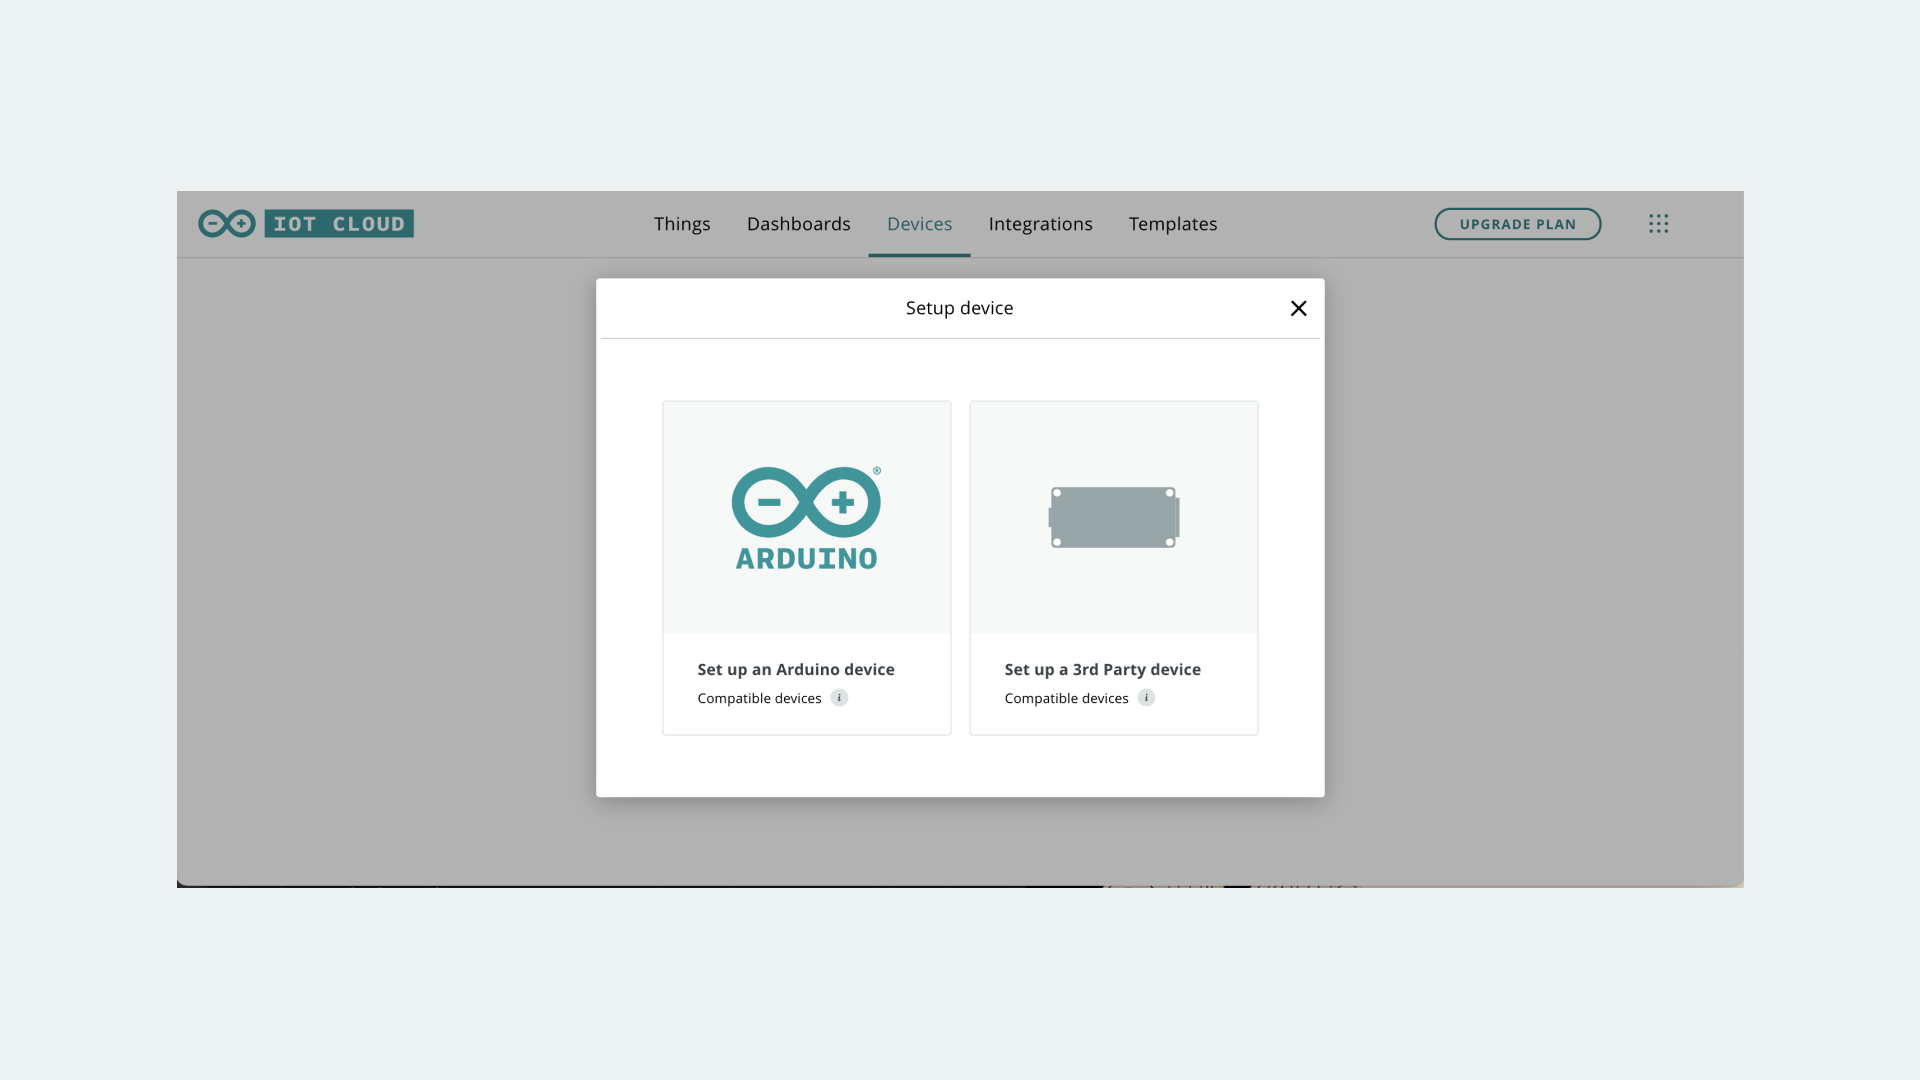 IOT CLOUD
Things
Dashboards
Devices
Integrations
Templates
UPGRADE PLAN
Setup device
ARDUINO
®
Set up an Arduino device
Compatible devices i
Set up a 3rd Party device
Compatible devices i